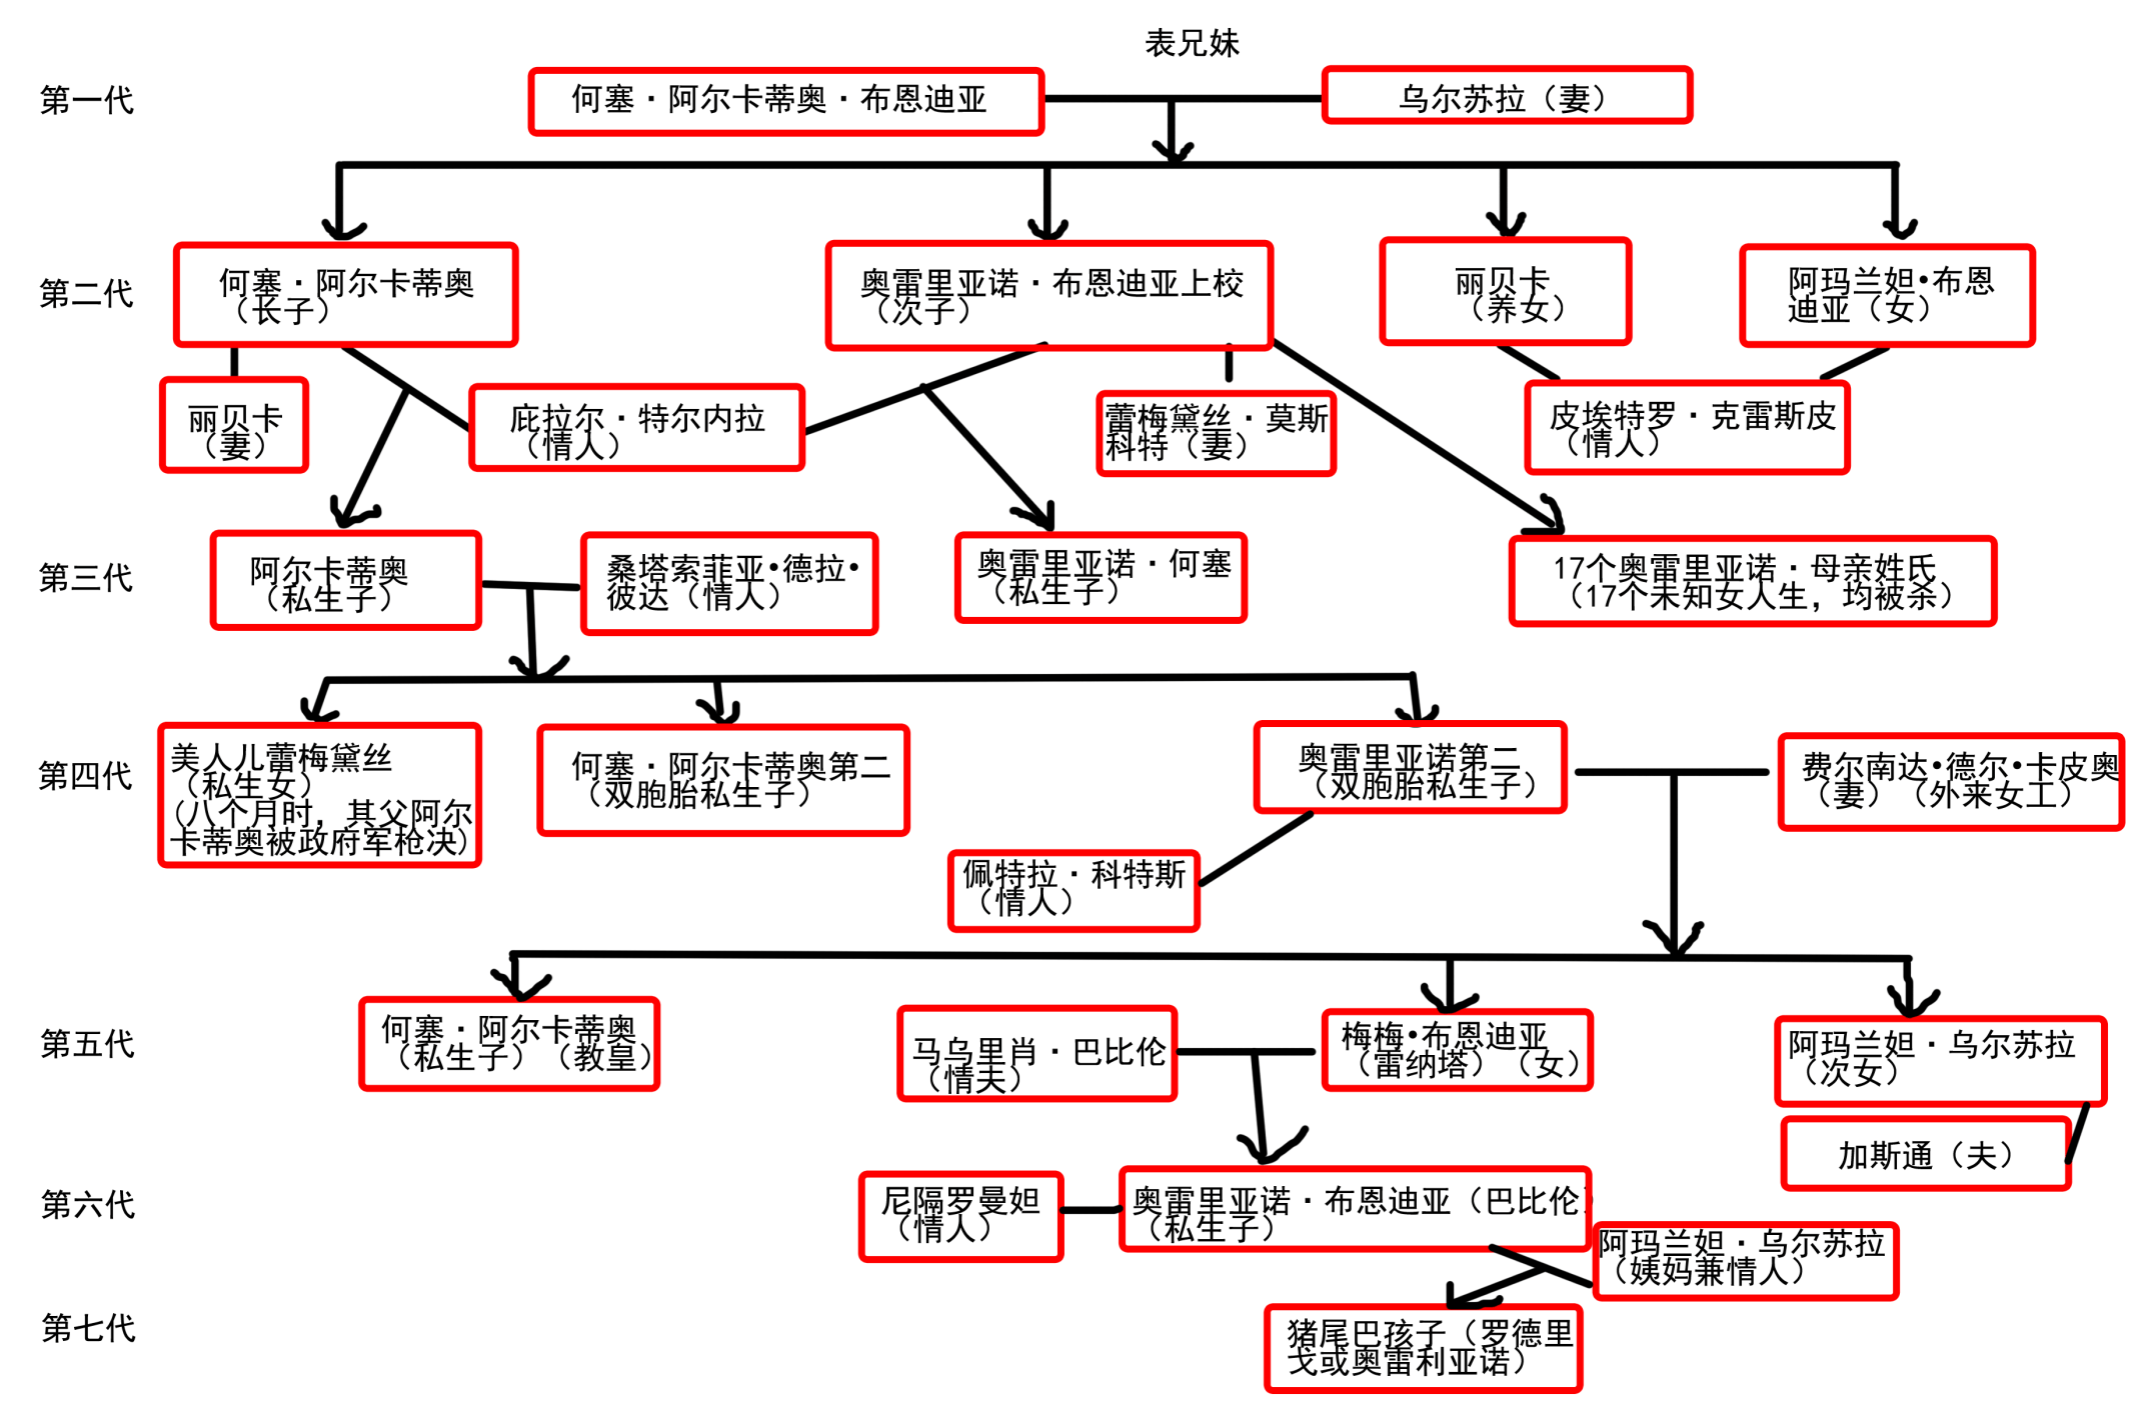 表兄妹
第一代
何塞·阿尔卡蒂奥·布恩迪亚
乌尔苏拉（妻）
第二代
何塞·阿尔卡蒂奥
（长子）
奥雷里亚诺·布恩迪亚上校
（次子）
丽贝卡
（养女）
阿玛兰妲•布恩
迪亚（女）
丽贝卡
（妻）
庇拉尔·特尔内拉
（情人）
蕾梅黛丝·莫斯
科特（妻）
皮埃特罗·克雷斯皮
（情人）
第三代
阿尔卡蒂奥
（私生子）
桑塔索菲亚•德拉•
彼达（情人）
奥雷里亚诺·何塞
（私生子）
17个奥雷里亚诺·母亲姓氏
（17个未知女人生，均被杀）
第四代
美人儿蕾梅黛丝
（私生女）
(八个月时，其父阿尔
卡蒂奥被政府军枪决)
何塞·阿尔卡蒂奥第二
（双胞胎私生子）
奥雷里亚诺第二
（双胞胎私生子）
费尔南达•德尔•卡皮奥
（妻）（外来女工）
佩特拉·科特斯
（情人）
第五代
何塞·阿尔卡蒂奥
（私生子）（教皇）
马乌里肖·巴比伦
（情夫）
梅梅•布恩迪亚
（雷纳塔）（女）
阿玛兰妲·乌尔苏拉
（次女）
加斯通（夫）
第六代
尼隔罗曼妲
（情人）
奥雷里亚诺·布恩迪亚（巴比伦）
（私生子）
阿玛兰妲·乌尔苏拉
（姨妈兼情人）
第七代
猪尾巴孩子（罗德里
戈或奥雷利亚诺）